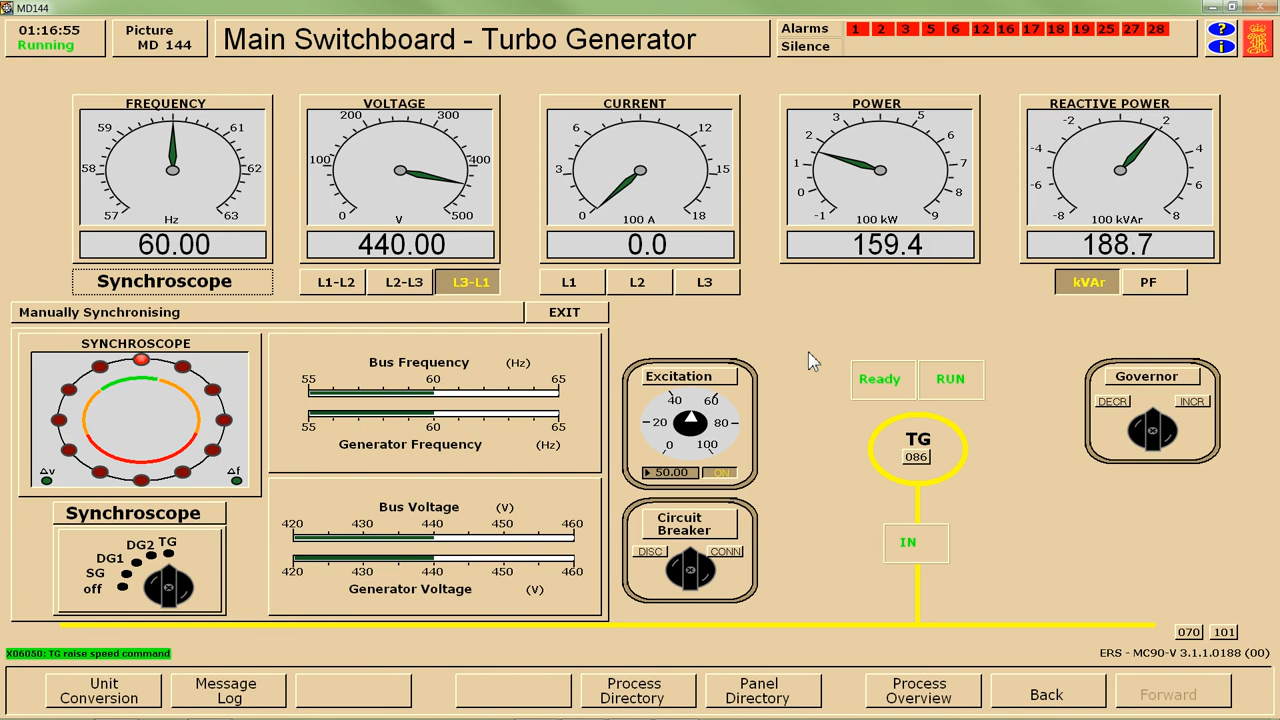 MD144
01:16:55
Running
Picture
MD 144
Main Switchboard - Turbo Generator
Alarms 1 2 3 5 6 12 16 17 18 19 25 27 28
Silence
?
i
FREQUENCY
57 58 59 61 62 63
Hz
60.00
VOLTAGE
0 100 200 300 400 500
V
440.00
CURRENT
0 3 6 12 15 18
100 A
0.0
POWER
-1 0 1 2 3 5 6 7 8 9
100 kW
159.4
REACTIVE POWER
-8 -6 -4 -2 2 4 6 8
100 kVAr
188.7
Synchroscope
L1-L2 L2-L3 L3-L1
L1 L2 L3
kVAr PF
Manually Synchronising EXIT
SYNCHROSCOPE
Δv Δf
Synchroscope
off SG DG1 DG2 TG
Bus Frequency (Hz)
55 60 65
55 60 65
Generator Frequency (Hz)
Bus Voltage (V)
420 430 440 450 460
420 430 440 450 460
Generator Voltage (V)
Excitation
0 20 40 60 80 100
50.00 ON
Circuit
Breaker
DISC CONN
Ready RUN
TG
086
IN
Governor
DECR INCR
070 101
X06050: TG raise speed command
ERS - MC90-V 3.1.1.0188 (00)
Unit
Conversion
Message
Log
Process
Directory
Panel
Directory
Process
Overview
Back
Forward